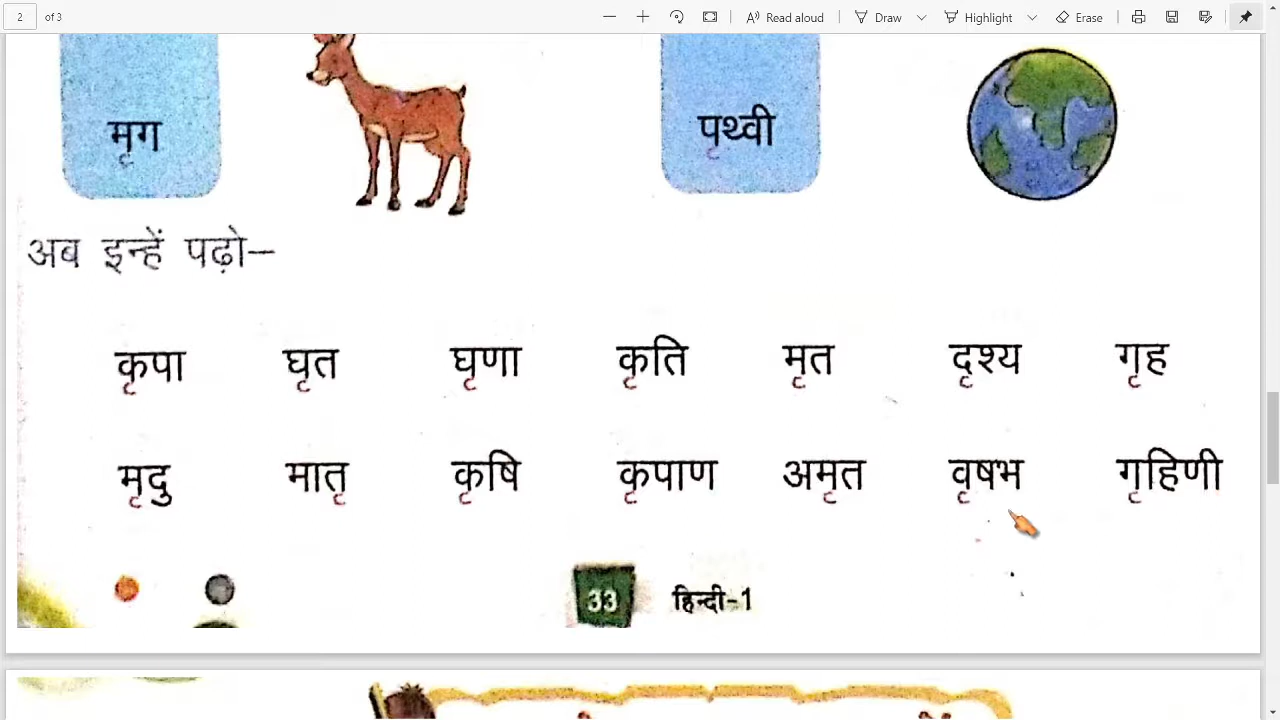 2 of 3 Read aloud Draw Highlight Erase
मृग पृथ्वी
अब इन्हें पढ़ो–
कृपा घृत घृणा कृति मृत दृश्य गृह
मृदु मातृ कृषि कृपाण अमृत वृषभ गृहिणी
33 हिन्दी-1